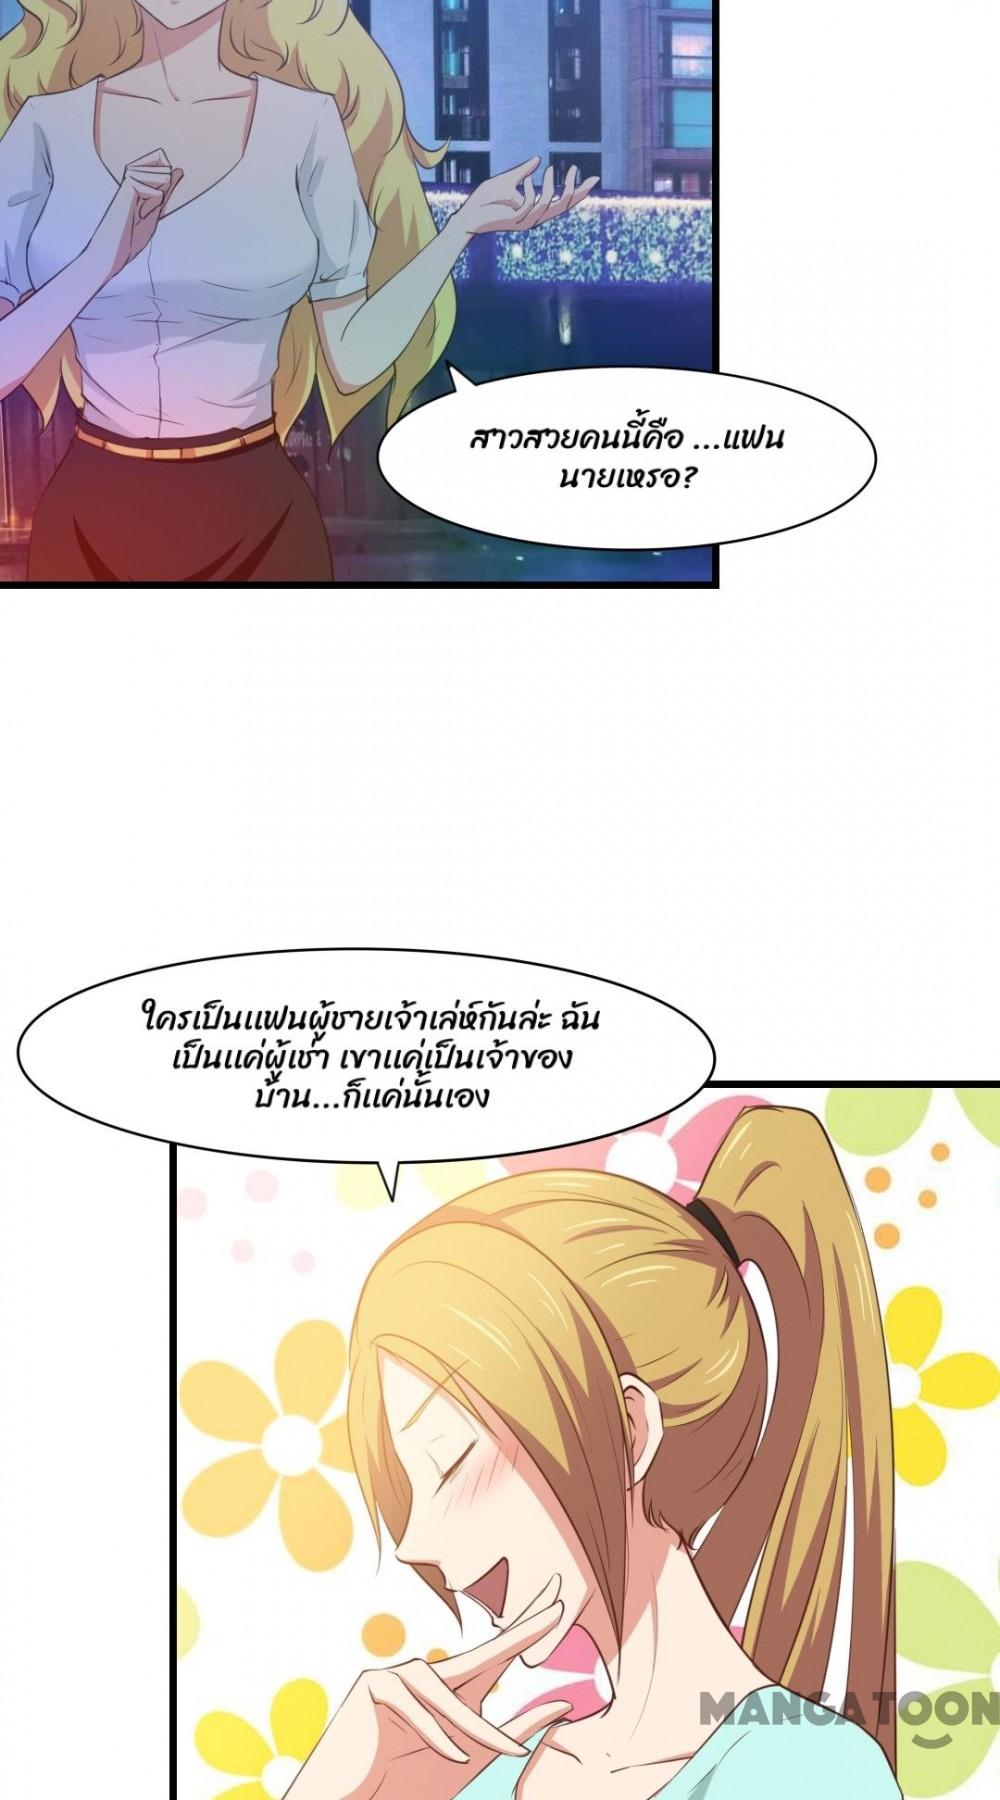 สาวสวยคนนี้คือ ...แฟน
นายเหรอ?
ใครเป็นแฟนผู้ชายเจ้าเล่ห์กันล่ะ ฉัน
เป็นแค่ผู้เช่า เขาแค่เป็นเจ้าของ
บ้าน...ก็แค่นั้นเอง
MANGATOON